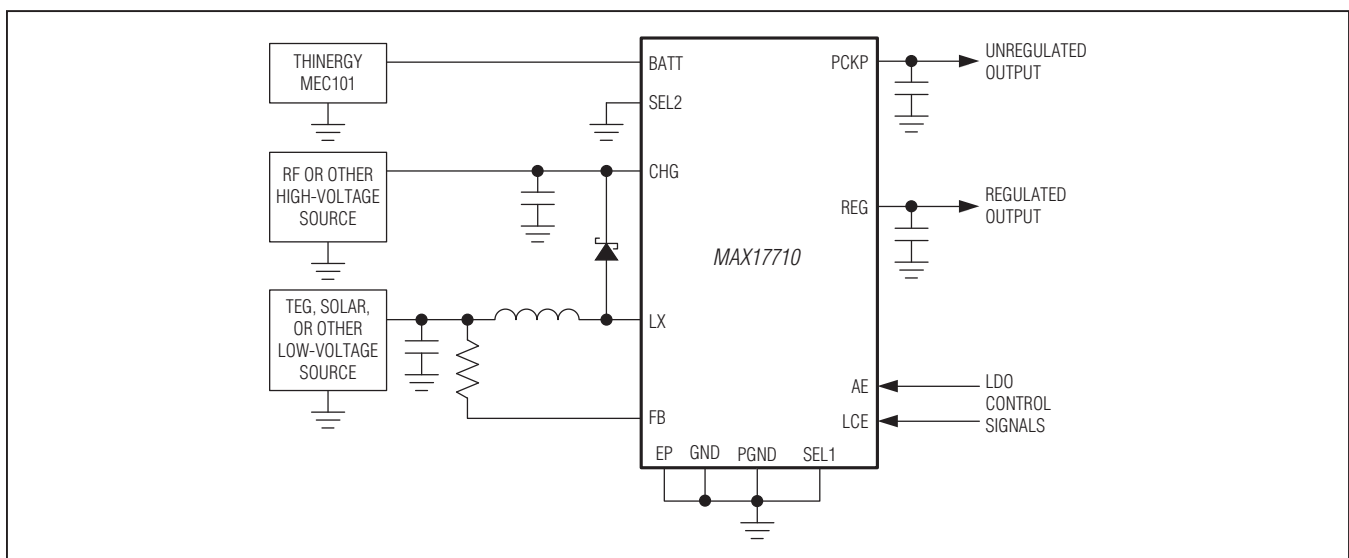 THINERGY
MEC101
RF OR OTHER
HIGH-VOLTAGE
SOURCE
TEG, SOLAR,
OR OTHER
LOW-VOLTAGE
SOURCE
BATT
SEL2
CHG
LX
FB
MAX17710
PCKP
REG
AE
LCE
EP
GND
PGND
SEL1
UNREGULATED
OUTPUT
REGULATED
OUTPUT
LDO
CONTROL
SIGNALS